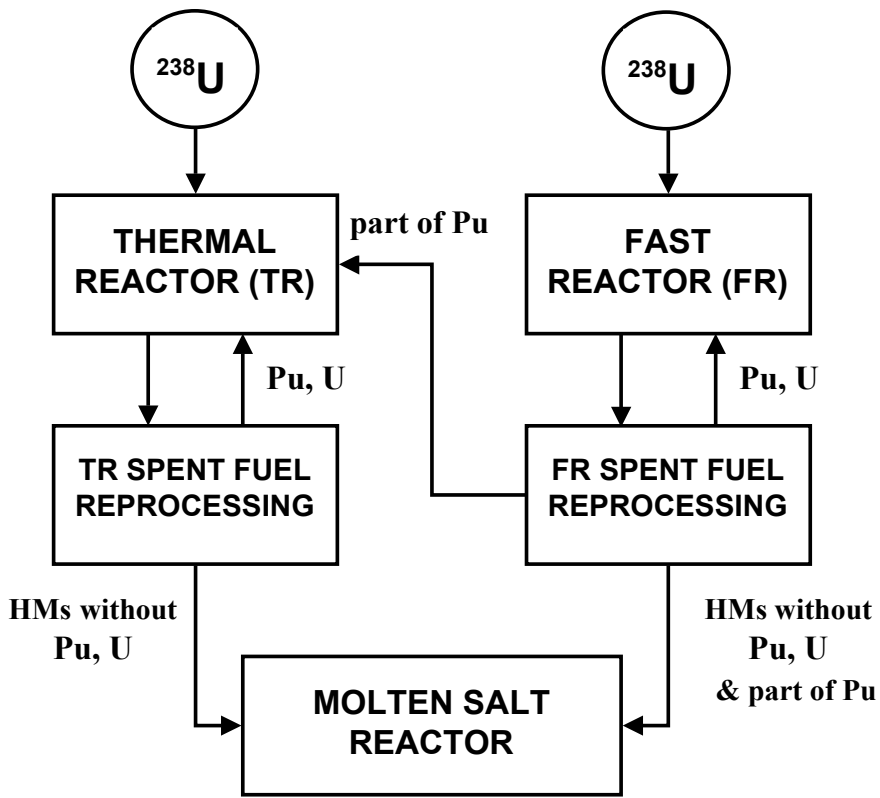 ²³⁸U
²³⁸U
THERMAL
REACTOR (TR)
part of Pu
FAST
REACTOR (FR)
Pu, U
Pu, U
TR SPENT FUEL
REPROCESSING
FR SPENT FUEL
REPROCESSING
HMs without
Pu, U
HMs without
Pu, U
& part of Pu
MOLTEN SALT
REACTOR